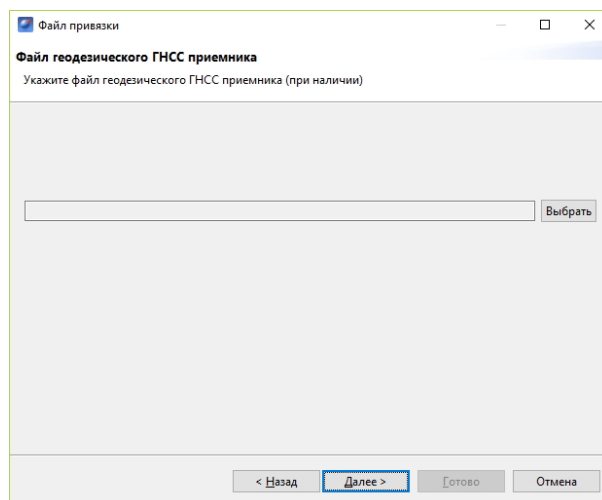 Файл привязки
Файл геодезического ГНСС приемника
Укажите файл геодезического ГНСС приемника (при наличии)
Выбрать
< Назад Далее > Готово Отмена